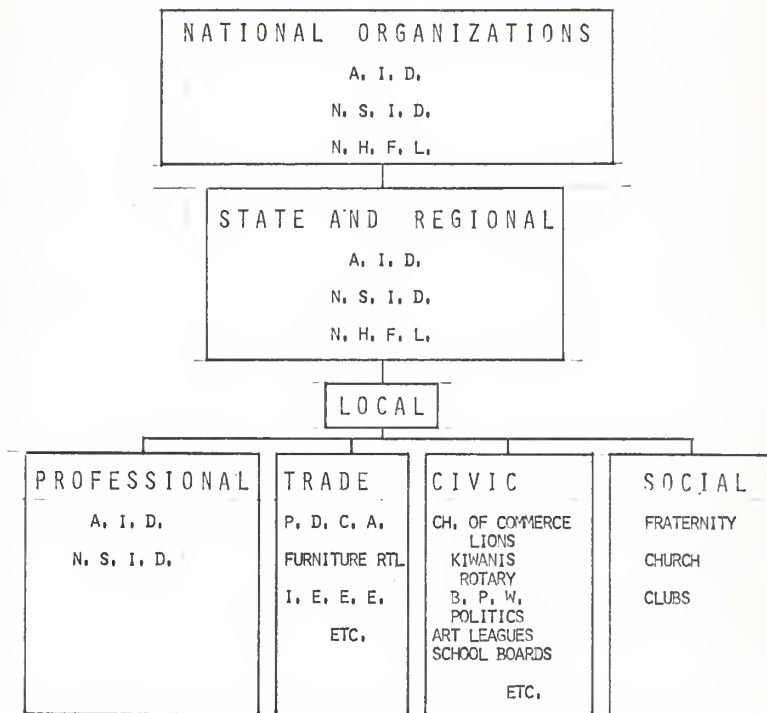 NATIONAL ORGANIZATIONS
A. I. D.
N. S. I. D.
N. H. F. L.
STATE AND REGIONAL
A. I. D.
N. S. I. D.
N. H. F. L.
LOCAL
PROFESSIONAL
A. I. D.
N. S. I. D.
TRADE
P. D. C. A.
FURNITURE RTL
I. E. E. E.
ETC.
CIVIC
CH. OF COMMERCE
LIONS
KIWANIS
ROTARY
B. P. W.
POLITICS
ART LEAGUES
SCHOOL BOARDS
ETC.
SOCIAL
FRATERNITY
CHURCH
CLUBS